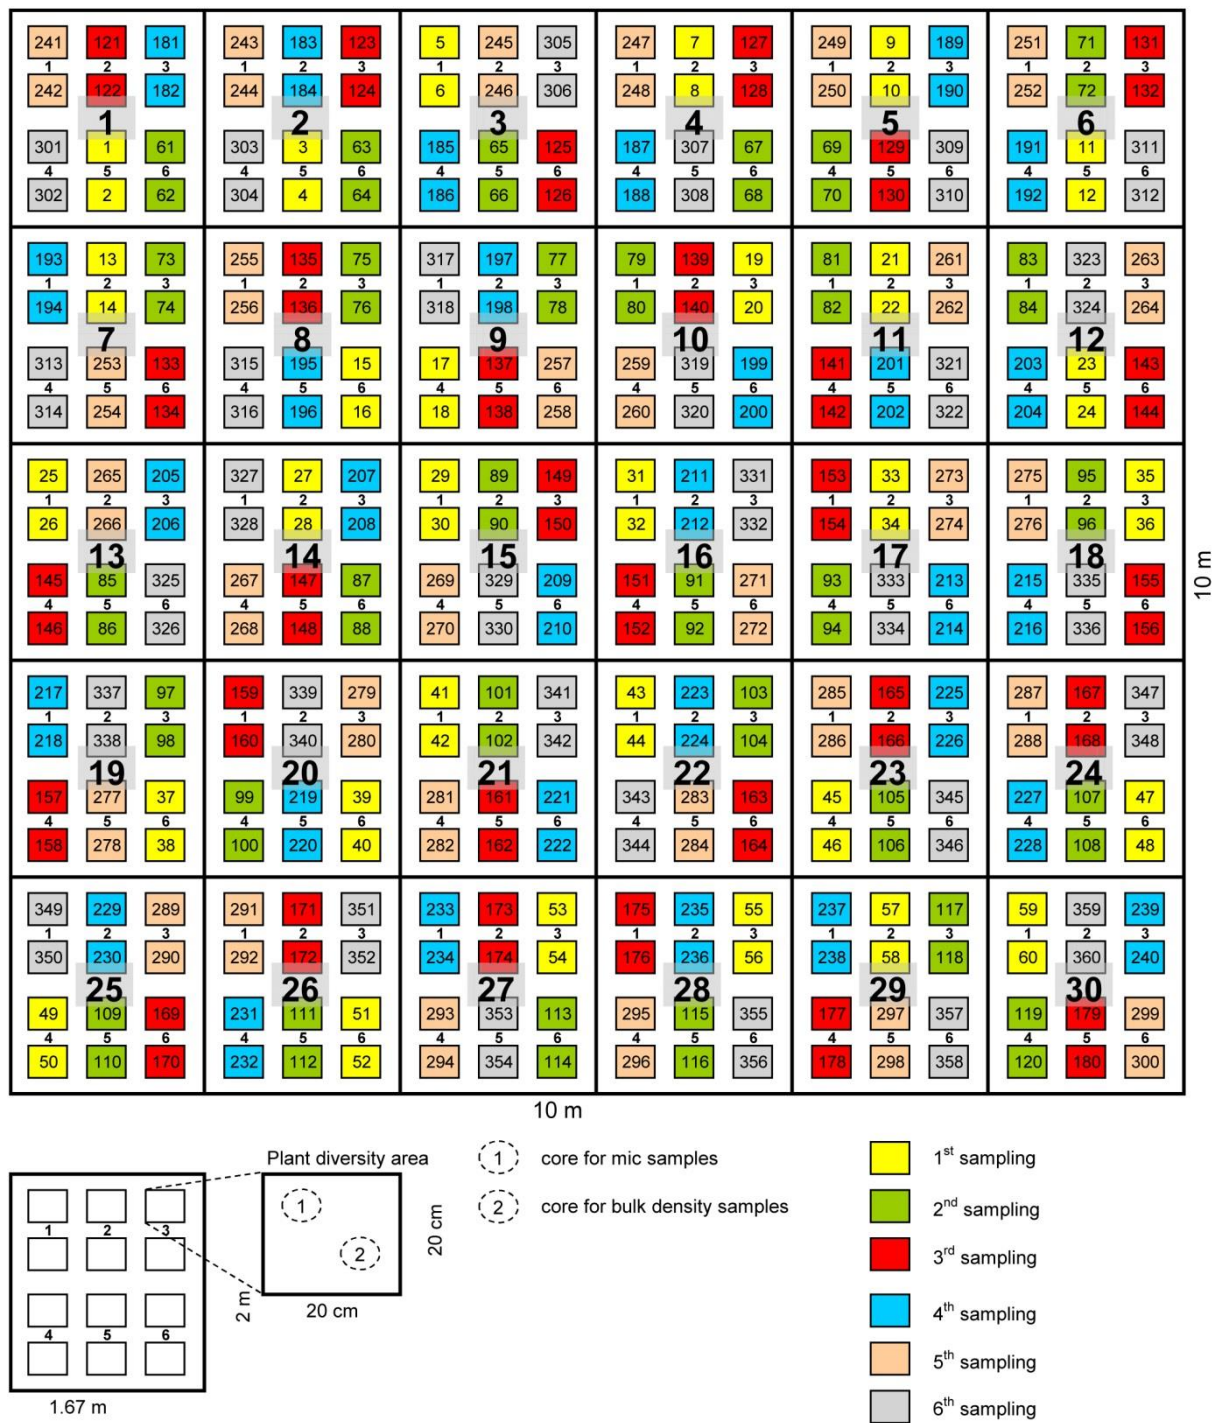 241 121 181 243 183 123 5 245 305 247 7 127 249 9 189 251 71 131
1 2 3 1 2 3 1 2 3 1 2 3 1 2 3 1 2 3
242 122 182 244 184 124 6 246 306 248 8 128 250 10 190 252 72 132
1 2 3 4 5 6
301 1 61 303 3 63 185 65 125 187 307 67 69 129 309 191 11 311
4 5 6 4 5 6 4 5 6 4 5 6 4 5 6 4 5 6
302 2 62 304 4 64 186 66 126 188 308 68 70 130 310 192 12 312
193 13 73 255 135 75 317 197 77 79 139 19 81 21 261 83 323 263
1 2 3 1 2 3 1 2 3 1 2 3 1 2 3 1 2 3
194 14 74 256 136 76 318 198 78 80 140 20 82 22 262 84 324 264
7 8 9 10 11 12
313 253 133 315 195 15 17 137 257 259 319 199 141 201 321 203 23 143
4 5 6 4 5 6 4 5 6 4 5 6 4 5 6 4 5 6
314 254 134 316 196 16 18 138 258 260 320 200 142 202 322 204 24 144
25 265 205 327 27 207 29 89 149 31 211 331 153 33 273 275 95 35
1 2 3 1 2 3 1 2 3 1 2 3 1 2 3 1 2 3
26 266 206 328 28 208 30 90 150 32 212 332 154 34 274 276 96 36
13 14 15 16 17 18
145 85 325 267 147 87 269 329 209 151 91 271 93 333 213 215 335 155
4 5 6 4 5 6 4 5 6 4 5 6 4 5 6 4 5 6
146 86 326 268 148 88 270 330 210 152 92 272 94 334 214 216 336 156
10 m
217 337 97 159 339 279 41 101 341 43 223 103 285 165 225 287 167 347
1 2 3 1 2 3 1 2 3 1 2 3 1 2 3 1 2 3
218 338 98 160 340 280 42 102 342 44 224 104 286 166 226 288 168 348
19 20 21 22 23 24
157 277 37 99 219 39 281 161 221 343 283 163 45 105 345 227 107 47
4 5 6 4 5 6 4 5 6 4 5 6 4 5 6 4 5 6
158 278 38 100 220 40 282 162 222 344 284 164 46 106 346 228 108 48
349 229 289 291 171 351 233 173 53 175 235 55 237 57 117 59 359 239
1 2 3 1 2 3 1 2 3 1 2 3 1 2 3 1 2 3
350 230 290 292 172 352 234 174 54 176 236 56 238 58 118 60 360 240
25 26 27 28 29 30
49 109 169 231 111 51 293 353 113 295 115 355 177 297 357 119 179 299
4 5 6 4 5 6 4 5 6 4 5 6 4 5 6 4 5 6
50 110 170 232 112 52 294 354 114 296 116 356 178 298 358 120 180 300
10 m
1 2 3
4 5 6
2 m
1.67 m
Plant diversity area
1
2
20 cm
20 cm
1 core for mic samples
2 core for bulk density samples
1st sampling
2nd sampling
3rd sampling
4th sampling
5th sampling
6th sampling